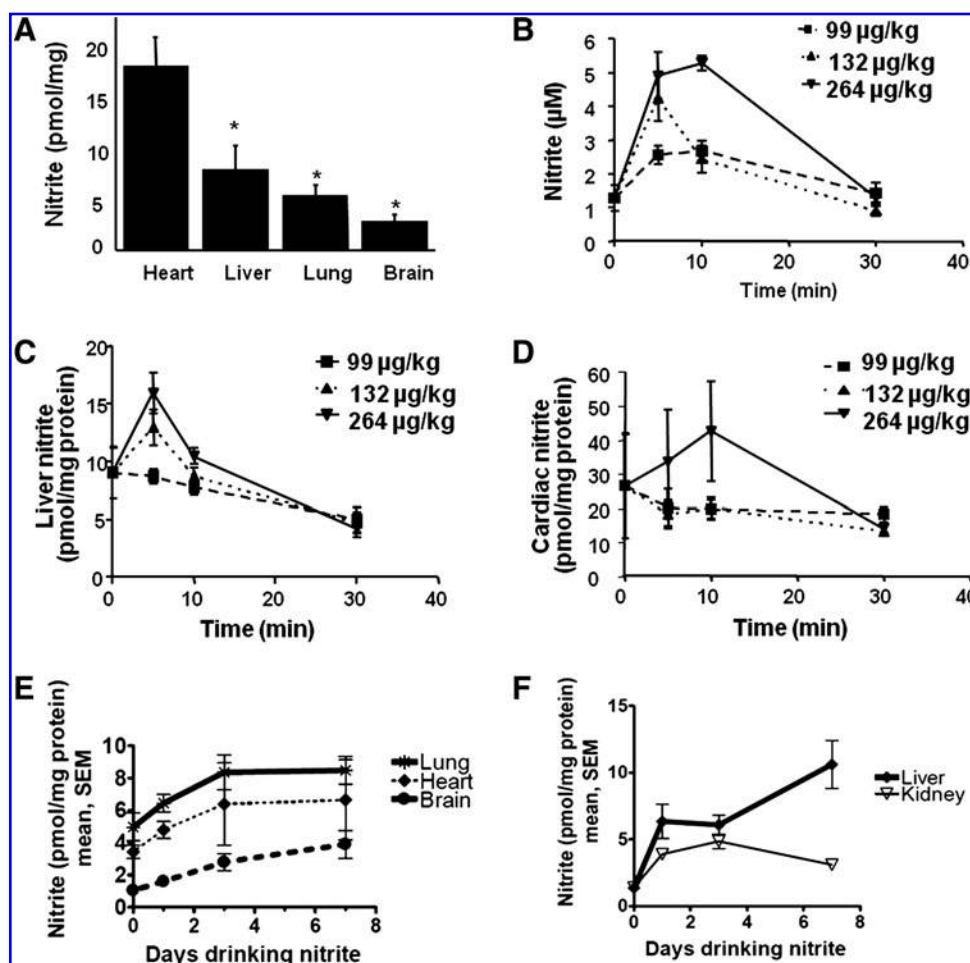 A
Nitrite (pmol/mg)
20
15
10
5
0
*
*
*
Heart Liver Lung Brain
B
Nitrite (µM)
6
5
4
3
2
1
0
99 µg/kg
132 µg/kg
264 µg/kg
0 10 20 30 40
Time (min)
C
Liver nitrite
(pmol/mg protein)
20
15
10
5
0
99 µg/kg
132 µg/kg
264 µg/kg
0 10 20 30 40
Time (min)
D
Cardiac nitrite
(pmol/mg protein)
60
50
40
30
20
10
0
99 µg/kg
132 µg/kg
264 µg/kg
0 10 20 30 40
Time (min)
E
Nitrite (pmol/mg protein)
mean, SEM
10
8
6
4
2
0
Lung
Heart
Brain
0 2 4 6 8
Days drinking nitrite
F
Nitrite (pmol/mg protein)
mean, SEM
15
10
5
0
Liver
Kidney
0 2 4 6 8
Days drinking nitrite